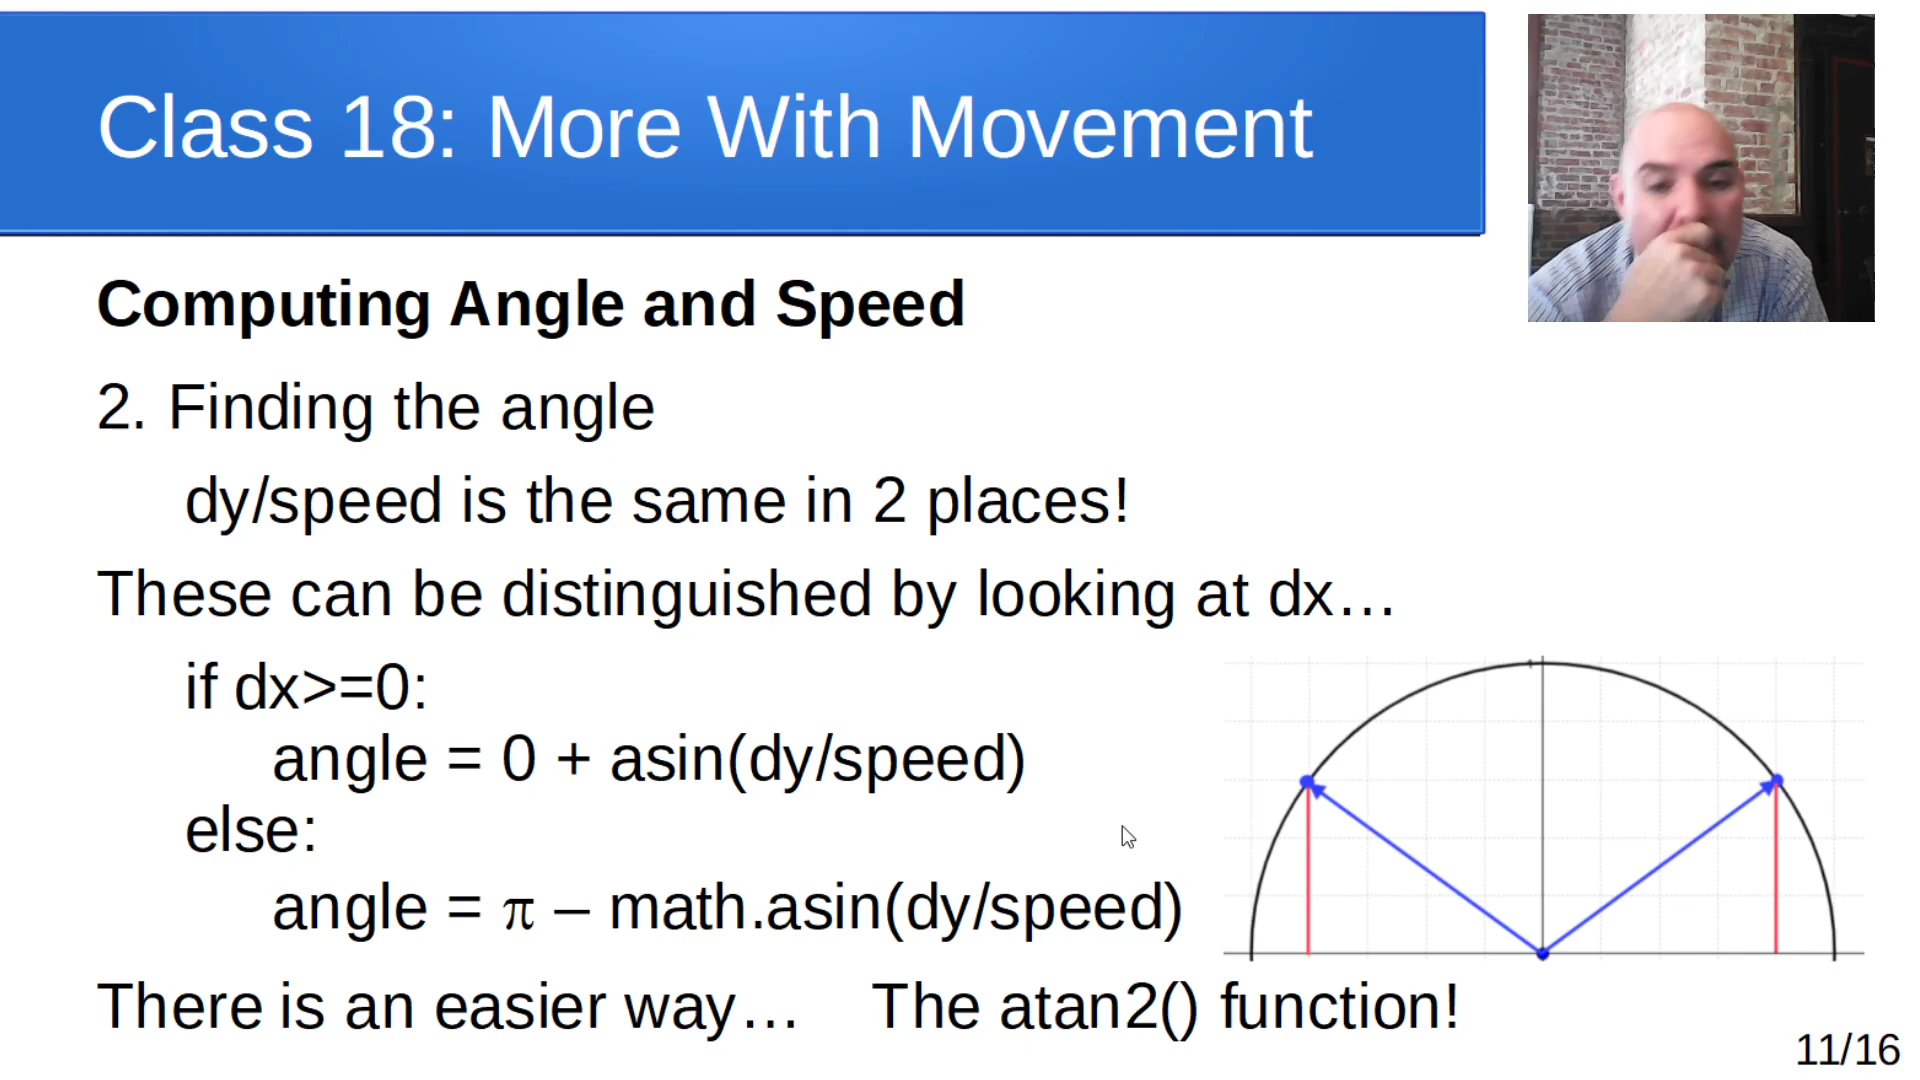 Class 18: More With Movement
Computing Angle and Speed
2. Finding the angle
dy/speed is the same in 2 places!
These can be distinguished by looking at dx…
if dx>=0:
angle = 0 + asin(dy/speed)
else:
angle = π – math.asin(dy/speed)
There is an easier way… The atan2() function!
11/16